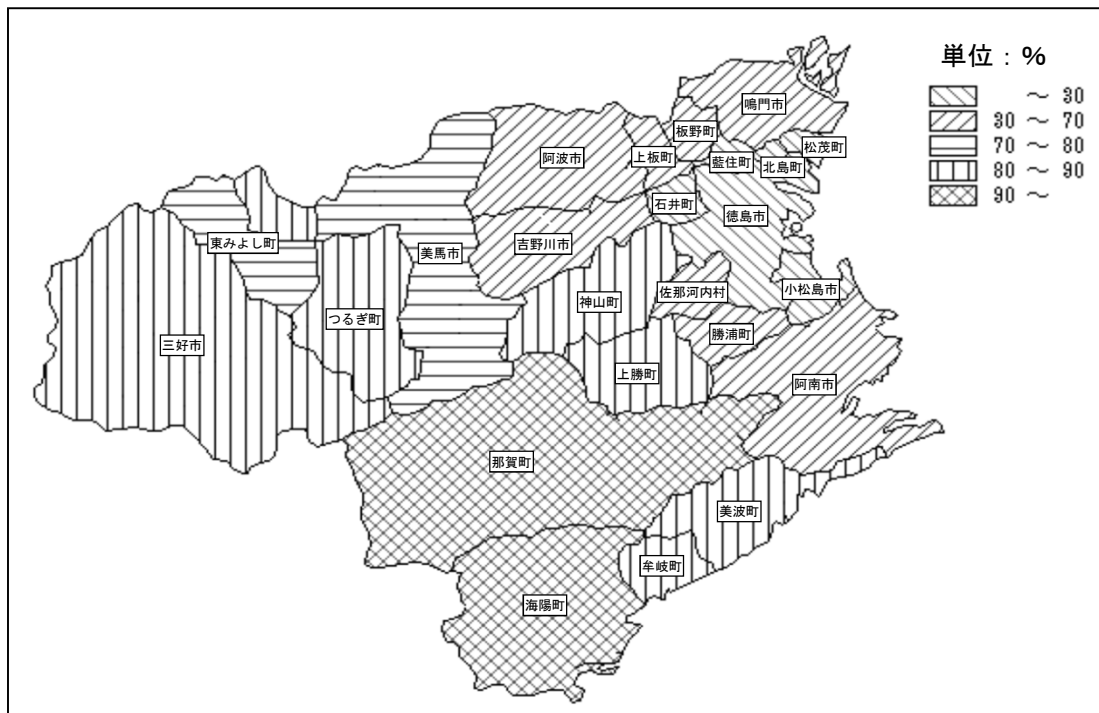 単位：%
～ 30
30 ～ 70
70 ～ 80
80 ～ 90
90 ～
鳴門市
板野町
松茂町
上板町
藍住町
北島町
阿波市
石井町
徳島市
東みよし町
美馬市
吉野川市
佐那河内村
小松島市
神山町
つるぎ町
勝浦町
三好市
上勝町
阿南市
那賀町
美波町
牟岐町
海陽町